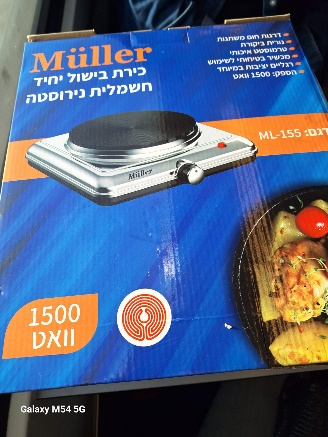 Müller
כירת בישול יחיד
חשמלית נירוסטה
• דרגות חום משתנות
• נורית ביקורת
• טרמוסטט איכותי
• מכשיר בטיחותי לשימוש
• רגליים יציבות במיוחד
• הספק: 1500 וואט
דגם: ML-155
Müller
1500
וואט
Galaxy M54 5G